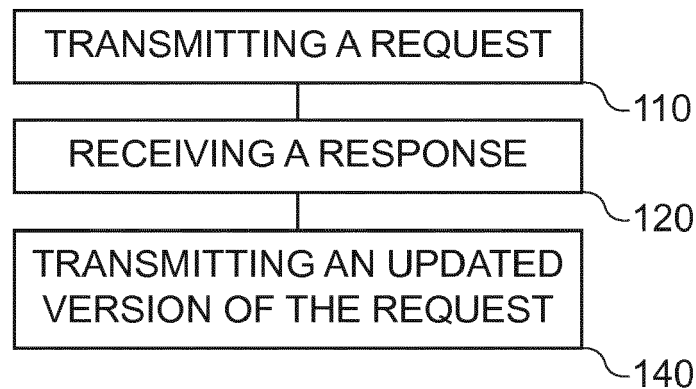 TRANSMITTING A REQUEST
110
RECEIVING A RESPONSE
120
TRANSMITTING AN UPDATED
VERSION OF THE REQUEST
140